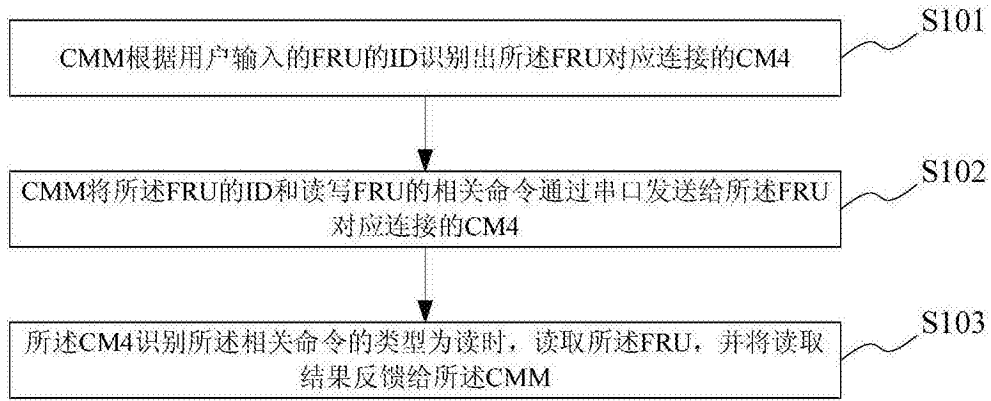 S101
CMM根据用户输入的FRU的ID识别出所述FRU对应连接的CM4
S102
CMM将所述FRU的ID和读写FRU的相关命令通过串口发送给所述FRU
对应连接的CM4
S103
所述CM4识别所述相关命令的类型为读时，读取所述FRU，并将读取
结果反馈给所述CMM